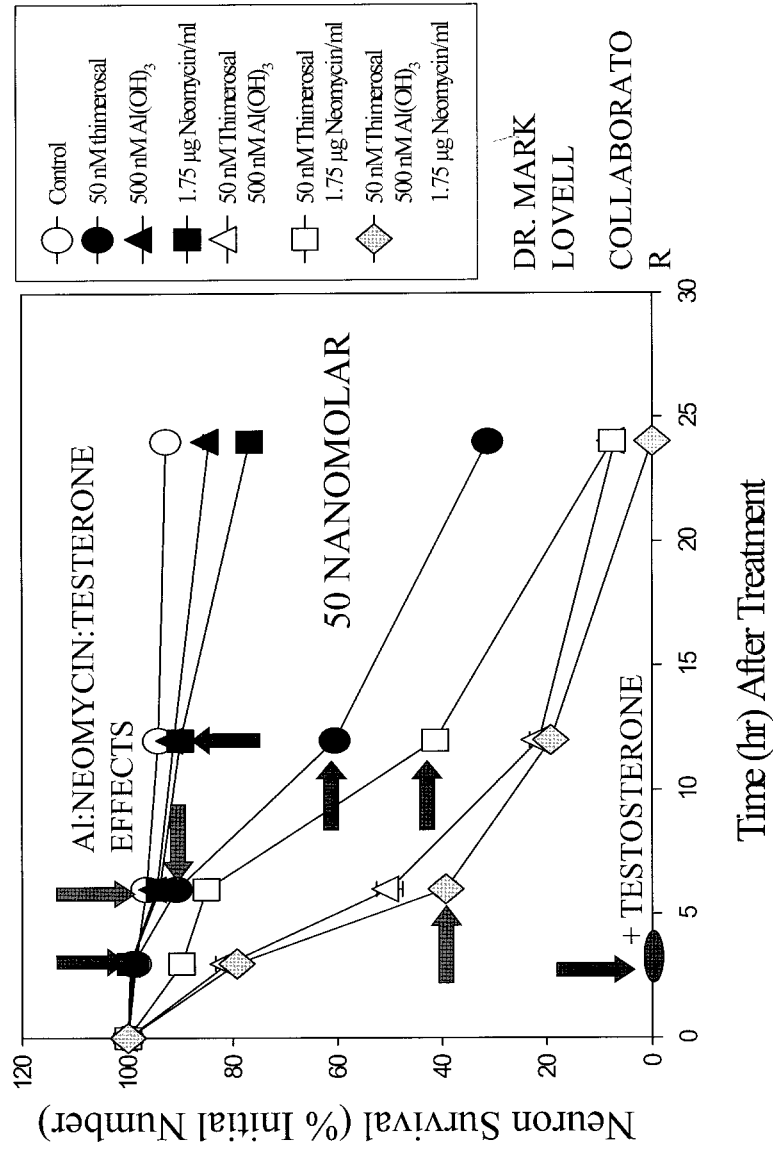 Control
50 nM thimerosal
500 nM Al(OH)₃
1.75 µg Neomycin/ml
50 nM Thimerosal
500 nM Al(OH)₃
50 nM Thimerosal
1.75 µg Neomycin/ml
50 nM Thimerosal
500 nM Al(OH)₃
1.75 µg Neomycin/ml
DR. MARK
LOVELL
COLLABORATO
R
Al:NEOMYCIN:TESTERONE
EFFECTS
50 NANOMOLAR
+ TESTOSTERONE
Neuron Survival (% Initial Number)
120
100
80
60
40
20
0
0
5
10
15
20
25
30
Time (hr) After Treatment